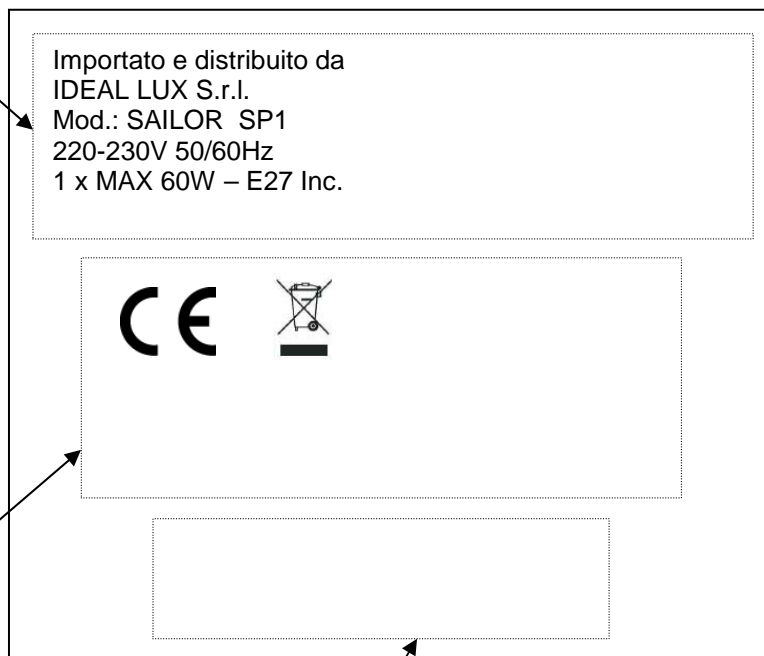 Importato e distribuito da
IDEAL LUX S.r.l.
Mod.: SAILOR  SP1
220-230V 50/60Hz
1 x MAX 60W – E27 Inc.
CE